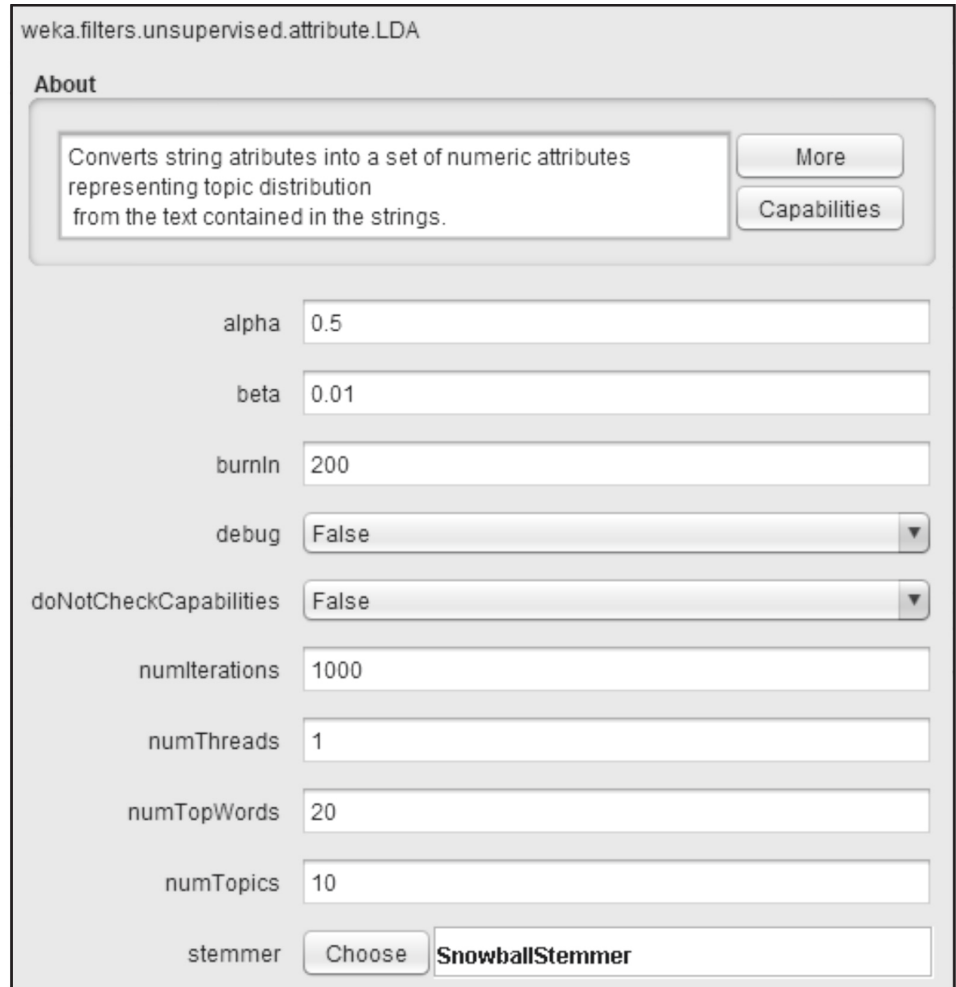 weka.filters.unsupervised.attribute.LDA
About
Converts string atributes into a set of numeric attributes
representing topic distribution
from the text contained in the strings.
More
Capabilities
alpha 0.5
beta 0.01
burnIn 200
debug False
doNotCheckCapabilities False
numIterations 1000
numThreads 1
numTopWords 20
numTopics 10
stemmer Choose SnowballStemmer